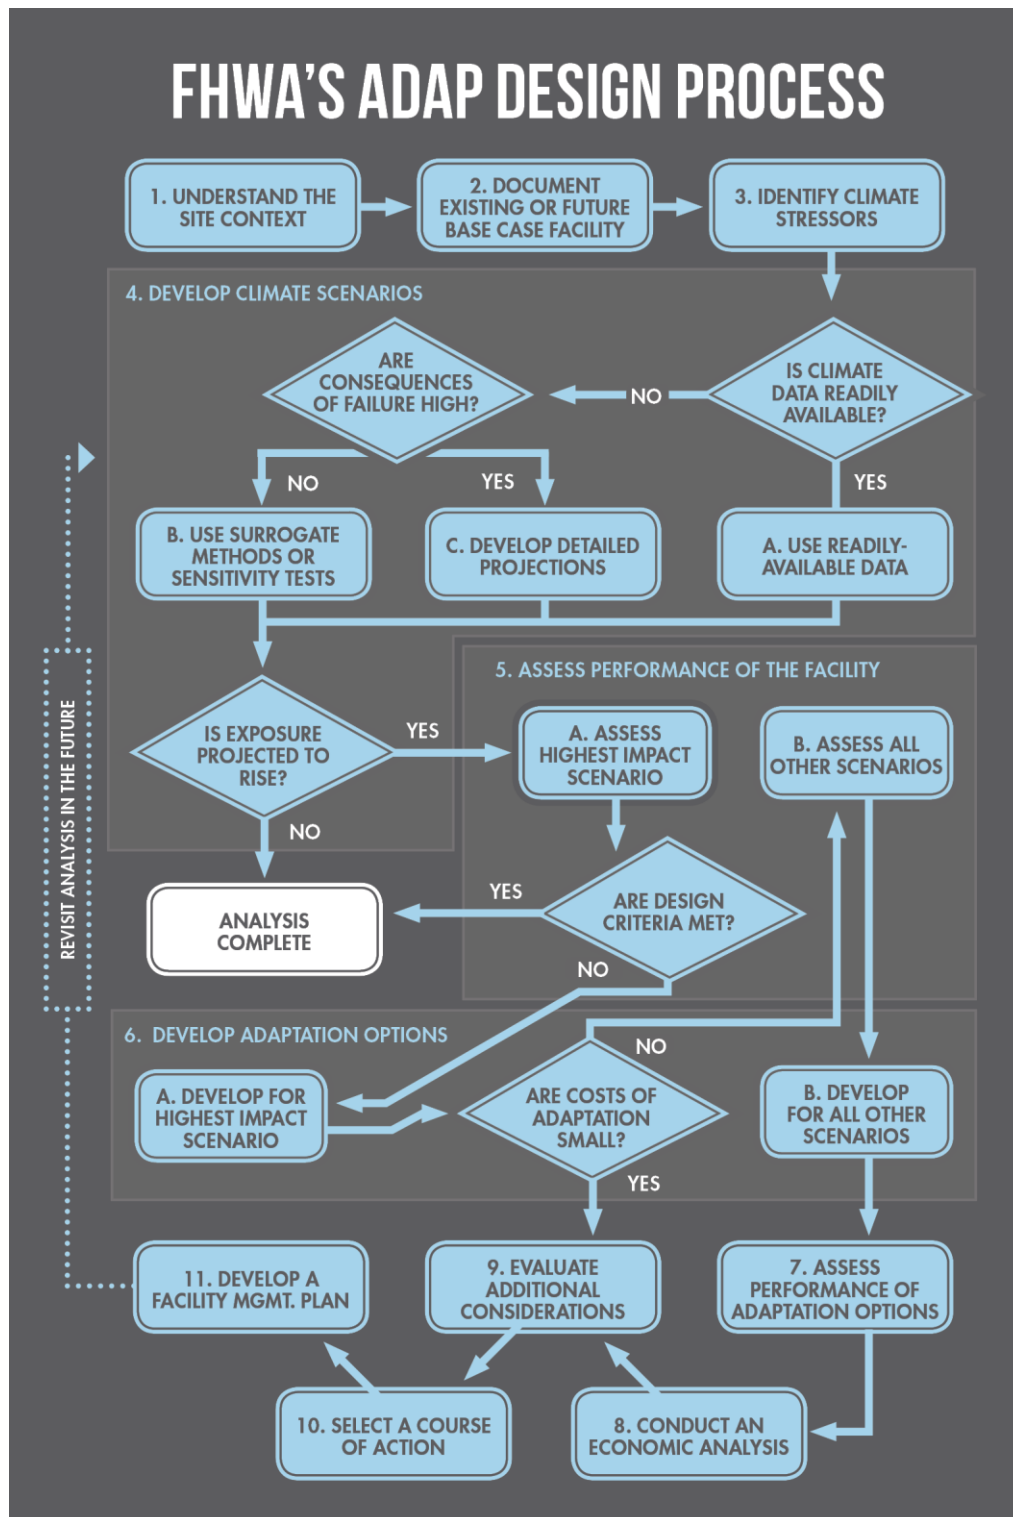 FHWA'S ADAP DESIGN PROCESS
1. UNDERSTAND THE
SITE CONTEXT
2. DOCUMENT
EXISTING OR FUTURE
BASE CASE FACILITY
3. IDENTIFY CLIMATE
STRESSORS
4. DEVELOP CLIMATE SCENARIOS
ARE
CONSEQUENCES
OF FAILURE HIGH?
NO
IS CLIMATE
DATA READILY
AVAILABLE?
NO
YES
YES
B. USE SURROGATE
METHODS OR
SENSITIVITY TESTS
C. DEVELOP DETAILED
PROJECTIONS
A. USE READILY-
AVAILABLE DATA
REVISIT ANALYSIS IN THE FUTURE
IS EXPOSURE
PROJECTED TO
RISE?
YES
NO
5. ASSESS PERFORMANCE OF THE FACILITY
A. ASSESS
HIGHEST IMPACT
SCENARIO
B. ASSESS ALL
OTHER SCENARIOS
ANALYSIS
COMPLETE
YES
ARE DESIGN
CRITERIA MET?
NO
6. DEVELOP ADAPTATION OPTIONS
NO
A. DEVELOP FOR
HIGHEST IMPACT
SCENARIO
ARE COSTS OF
ADAPTATION
SMALL?
B. DEVELOP
FOR ALL OTHER
SCENARIOS
YES
11. DEVELOP A
FACILITY MGMT. PLAN
9. EVALUATE
ADDITIONAL
CONSIDERATIONS
7. ASSESS
PERFORMANCE OF
ADAPTATION OPTIONS
10. SELECT A COURSE
OF ACTION
8. CONDUCT AN
ECONOMIC ANALYSIS